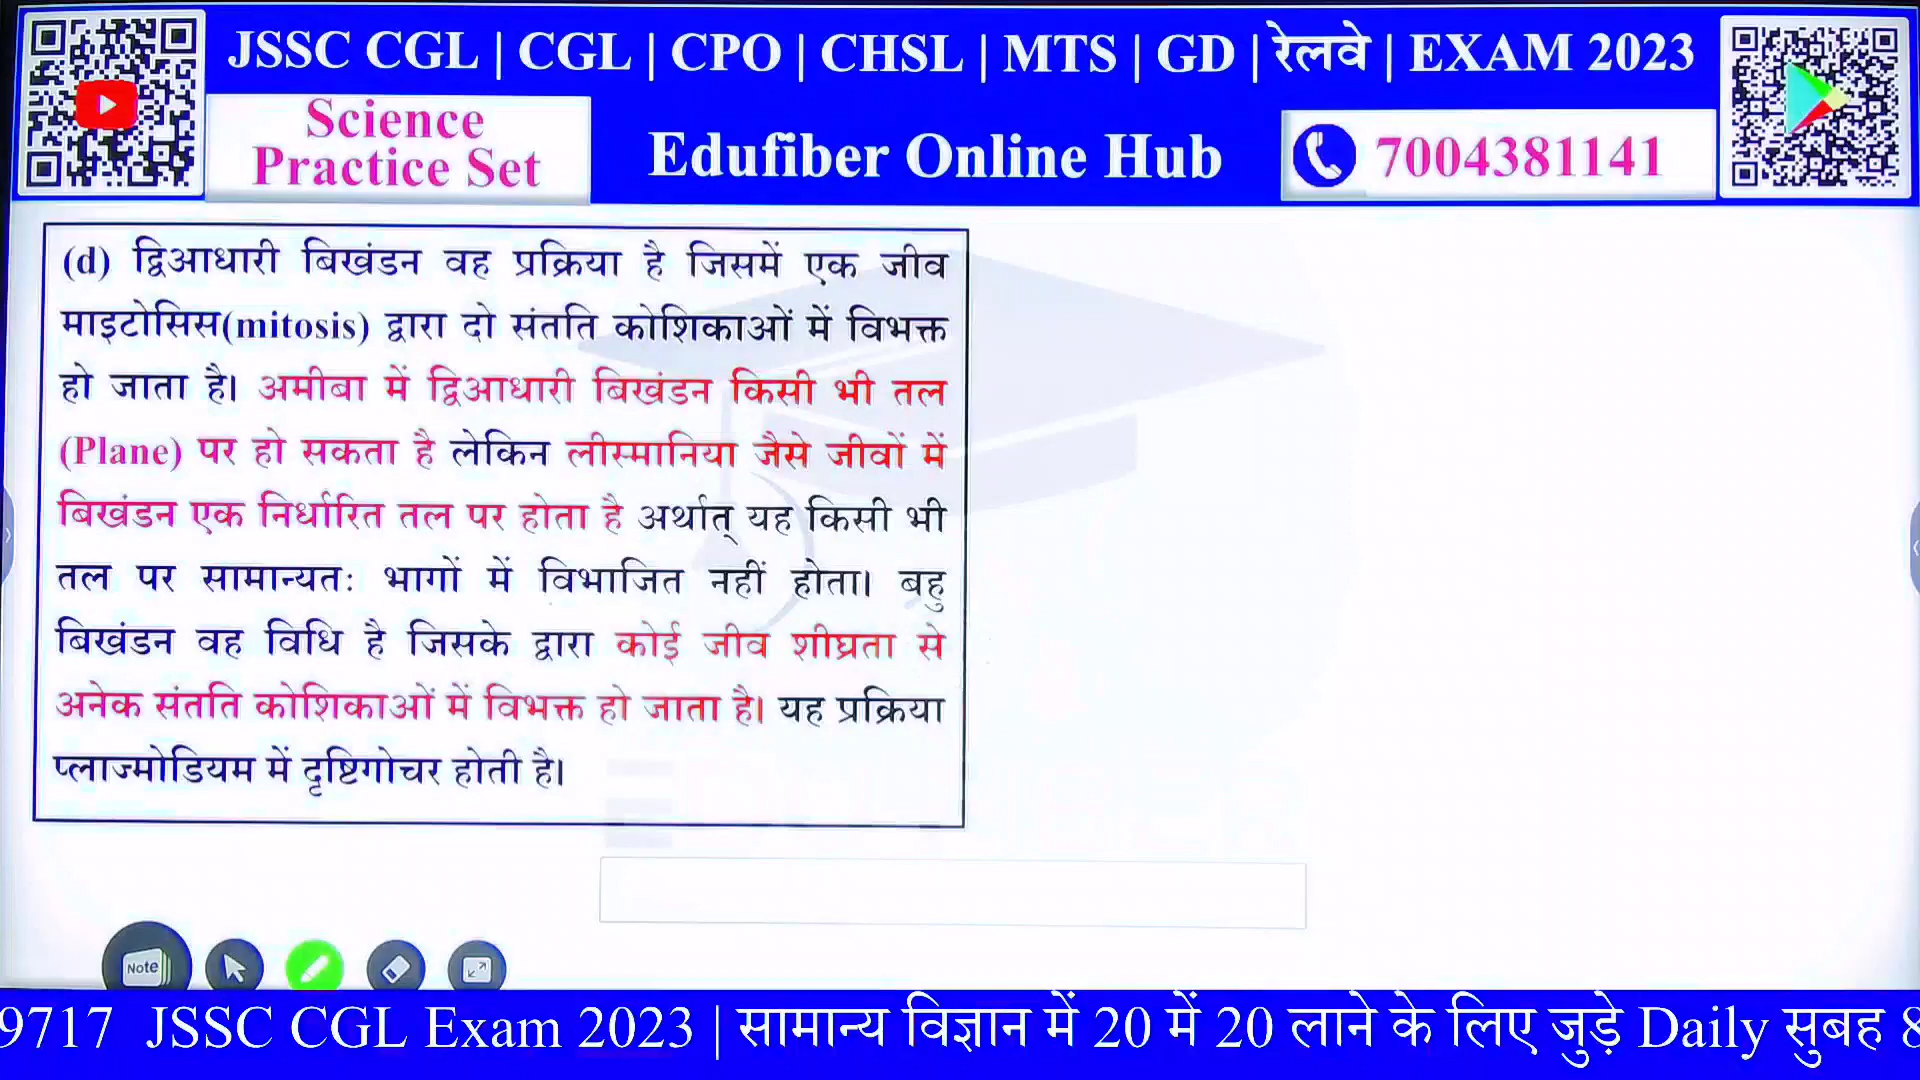 JSSC CGL | CGL | CPO | CHSL | MTS | GD | रेलवे | EXAM 2023
Science
Practice Set
Edufiber Online Hub
7004381141
(d) द्विआधारी बिखंडन वह प्रक्रिया है जिसमें एक जीव
माइटोसिस(mitosis) द्वारा दो संतति कोशिकाओं में विभक्त
हो जाता है। अमीबा में द्विआधारी बिखंडन किसी भी तल
(Plane) पर हो सकता है लेकिन लीस्मानिया जैसे जीवों में
बिखंडन एक निर्धारित तल पर होता है अर्थात् यह किसी भी
तल पर सामान्यतः भागों में विभाजित नहीं होता। बहु
बिखंडन वह विधि है जिसके द्वारा कोई जीव शीघ्रता से
अनेक संतति कोशिकाओं में विभक्त हो जाता है। यह प्रक्रिया
प्लाज्मोडियम में दृष्टिगोचर होती है।
Note
9717 JSSC CGL Exam 2023 | सामान्य विज्ञान में 20 में 20 लाने के लिए जुड़े Daily सुबह 8